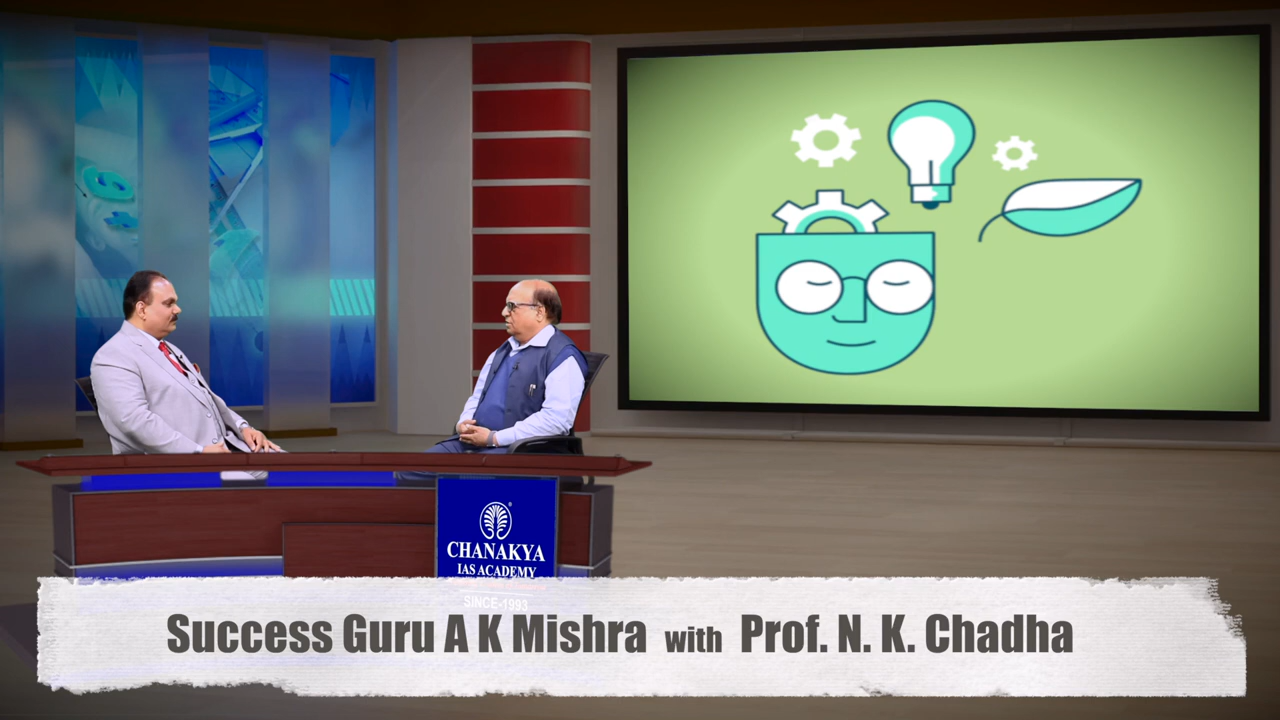 CHANAKYA
IAS ACADEMY
SINCE-1993
Success Guru A K Mishra with Prof. N. K. Chadha